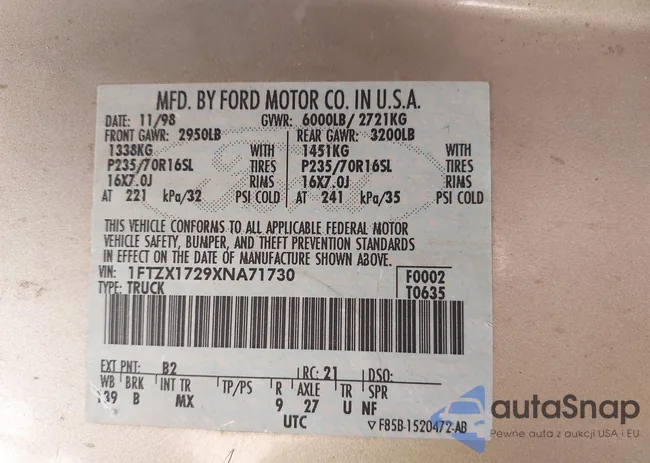 MFD. BY FORD MOTOR CO. IN U.S.A.
DATE: 11/98 GVWR: 6000LB/ 2721KG
FRONT GAWR: 2950LB REAR GAWR: 3200LB
1338KG WITH 1451KG WITH
P235/70R16SL TIRES P235/70R16SL TIRES
16X7.0J RIMS 16X7.0J RIMS
AT 221 kPa/32 PSI COLD AT 241 kPa/35 PSI COLD
THIS VEHICLE CONFORMS TO ALL APPLICABLE FEDERAL MOTOR
VEHICLE SAFETY, BUMPER, AND THEFT PREVENTION STANDARDS
IN EFFECT ON THE DATE OF MANUFACTURE SHOWN ABOVE.
VIN: 1FTZX1729XNA71730 F0002
TYPE: TRUCK T0635
EXT PNT: B2 RC: 21 DSO:
WB BRK INT TR TP/PS R AXLE TR SPR
139 B MX 9 27 U NF
UTC F85B-1520472-AB
autaSnap
Pewne auta z aukcji USA i EU